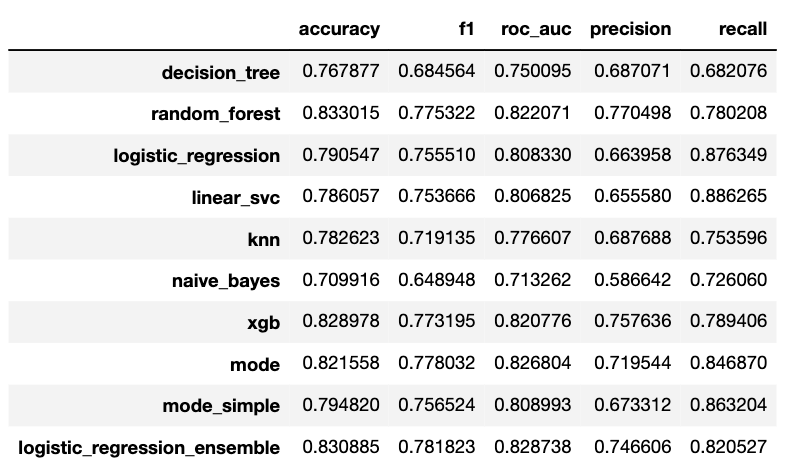 accuracy f1 roc_auc precision recall
decision_tree 0.767877 0.684564 0.750095 0.687071 0.682076
random_forest 0.833015 0.775322 0.822071 0.770498 0.780208
logistic_regression 0.790547 0.755510 0.808330 0.663958 0.876349
linear_svc 0.786057 0.753666 0.806825 0.655580 0.886265
knn 0.782623 0.719135 0.776607 0.687688 0.753596
naive_bayes 0.709916 0.648948 0.713262 0.586642 0.726060
xgb 0.828978 0.773195 0.820776 0.757636 0.789406
mode 0.821558 0.778032 0.826804 0.719544 0.846870
mode_simple 0.794820 0.756524 0.808993 0.673312 0.863204
logistic_regression_ensemble 0.830885 0.781823 0.828738 0.746606 0.820527